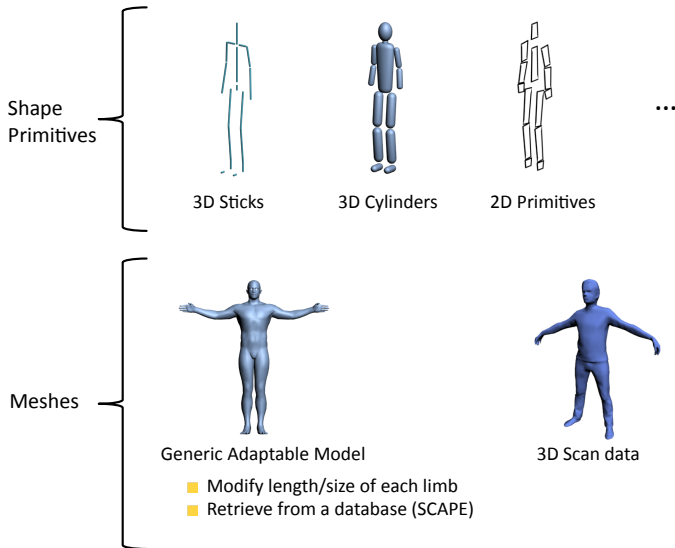 Shape
Primitives
...
3D Sticks
3D Cylinders
2D Primitives
Meshes
Generic Adaptable Model
3D Scan data
Modify length/size of each limb
Retrieve from a database (SCAPE)